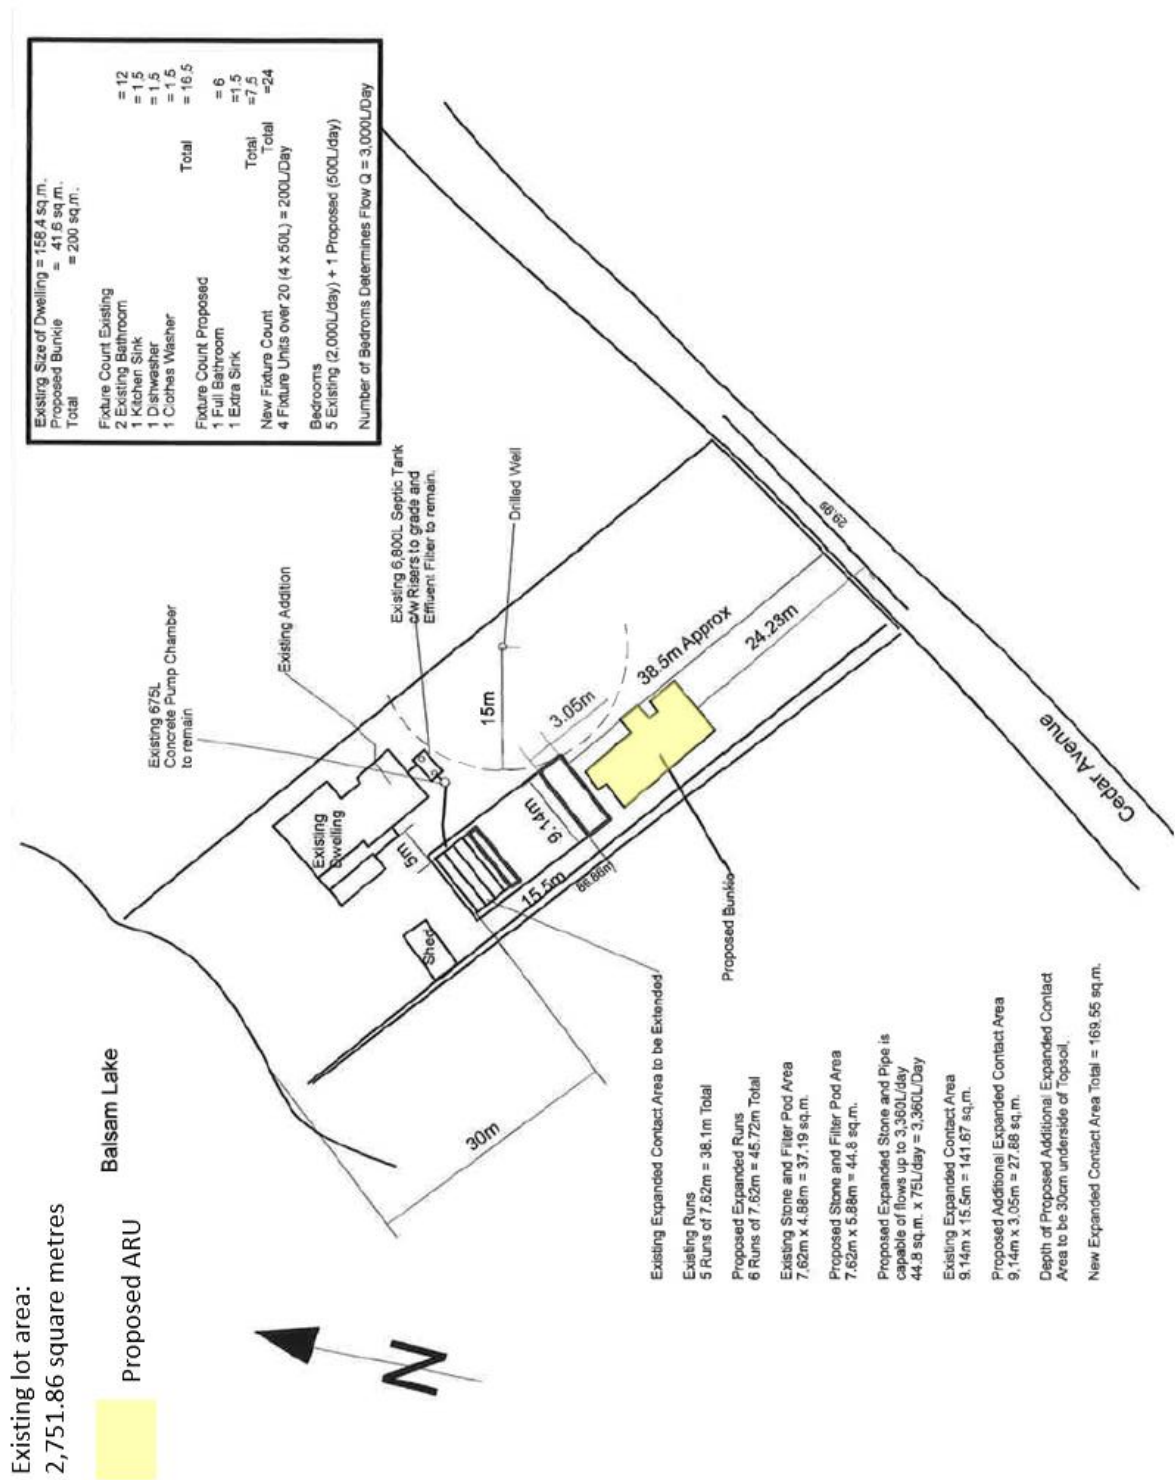 Existing lot area:
2,751.86 square metres
Proposed ARU
Balsam Lake
N
Existing Size of Dwelling = 158.4 sq.m.
Proposed Bunkie = 41.6 sq.m.
Total = 200 sq.m.
Fixture Count Existing
2 Existing Bathroom = 12
1 Kitchen Sink = 1.5
1 Dishwasher = 1.5
1 Clothes Washer = 1.5
Total = 16.5
Fixture Count Proposed
1 Full Bathroom = 6
1 Extra Sink =1.5
Total =7.5
New Fixture Count Total =24
4 Fixture Units over 20 (4 x 50L) = 200L/Day
Bedrooms
5 Existing (2,000L/day) + 1 Proposed (500L/day)
Number of Bedroms Determines Flow Q = 3,000L/Day
Existing 675L
Concrete Pump Chamber
to remain
Existing Addition
Existing 6,800L Septic Tank
c/w Risers to grade and
Effluent Filter to remain.
Drilled Well
Existing
Dwelling
Shed
5m
15m
9.14m
3.05m
15.5m
38.5m Approx
24.23m
29.99
30m
Cedar Avenue
Proposed Bunkie
Existing Expanded Contact Area to be Extended
Existing Runs
5 Runs of 7.62m = 38.1m Total
Proposed Expanded Runs
6 Runs of 7.62m = 45.72m Total
Existing Stone and Filter Pod Area
7.62m x 4.88m = 37.19 sq.m.
Proposed Stone and Filter Pod Area
7.62m x 5.88m = 44.8 sq.m.
Proposed Expanded Stone and Pipe is
capable of flows up to 3,360L/day
44.8 sq.m. x 75L/day = 3,360L/Day
Existing Expanded Contact Area
9.14m x 15.5m = 141.67 sq.m.
Proposed Additional Expanded Contact Area
9.14m x 3.05m = 27.88 sq.m.
Depth of Proposed Additional Expanded Contact
Area to be 30cm underside of Topsoil.
New Expanded Contact Area Total = 169.55 sq.m.